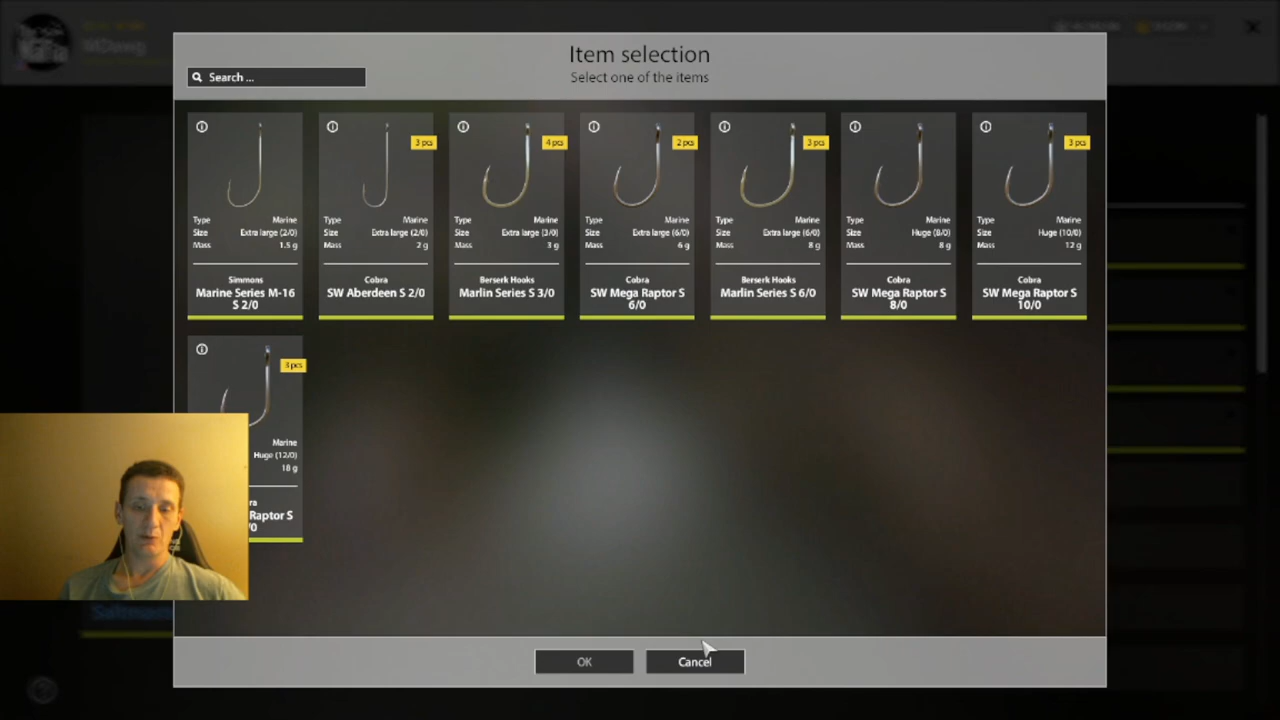 Item selection
Search ...
Select one of the items
3 pcs
4 pcs
2 pcs
3 pcs
3 pcs
Type Marine
Size Extra large (2/0)
Mass 1.5 g
Simmons
Marine Series M-16
S 2/0
Type Marine
Size Extra large (2/0)
Mass 2 g
Cobra
SW Aberdeen S 2/0
Type Marine
Size Extra large (3/0)
Mass 3 g
Berserk Hooks
Marlin Series S 3/0
Type Marine
Size Extra large (6/0)
Mass 6 g
Cobra
SW Mega Raptor S
6/0
Type Marine
Size Extra large (6/0)
Mass 8 g
Berserk Hooks
Marlin Series S 6/0
Type Marine
Size Huge (8/0)
Mass 8 g
Cobra
SW Mega Raptor S
8/0
Type Marine
Size Huge (10/0)
Mass 12 g
Cobra
SW Mega Raptor S
10/0
3 pcs
Marine
Huge (12/0)
18 g
ra
Raptor S
/0
OK
Cancel